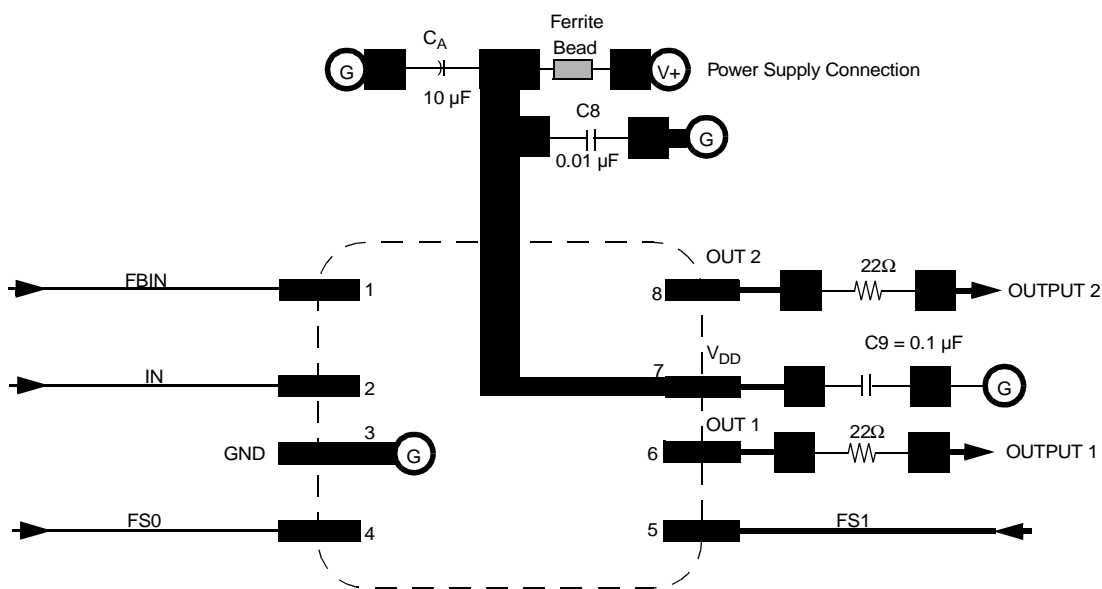 Ferrite
Bead
CA
G
V+
Power Supply Connection
10 µF
C8
G
0.01 µF
FBIN
1
OUT 2
8
22Ω
OUTPUT 2
C9 = 0.1 µF
IN
2
VDD
7
G
3
GND
G
OUT 1
6
22Ω
OUTPUT 1
FS0
4
5
FS1